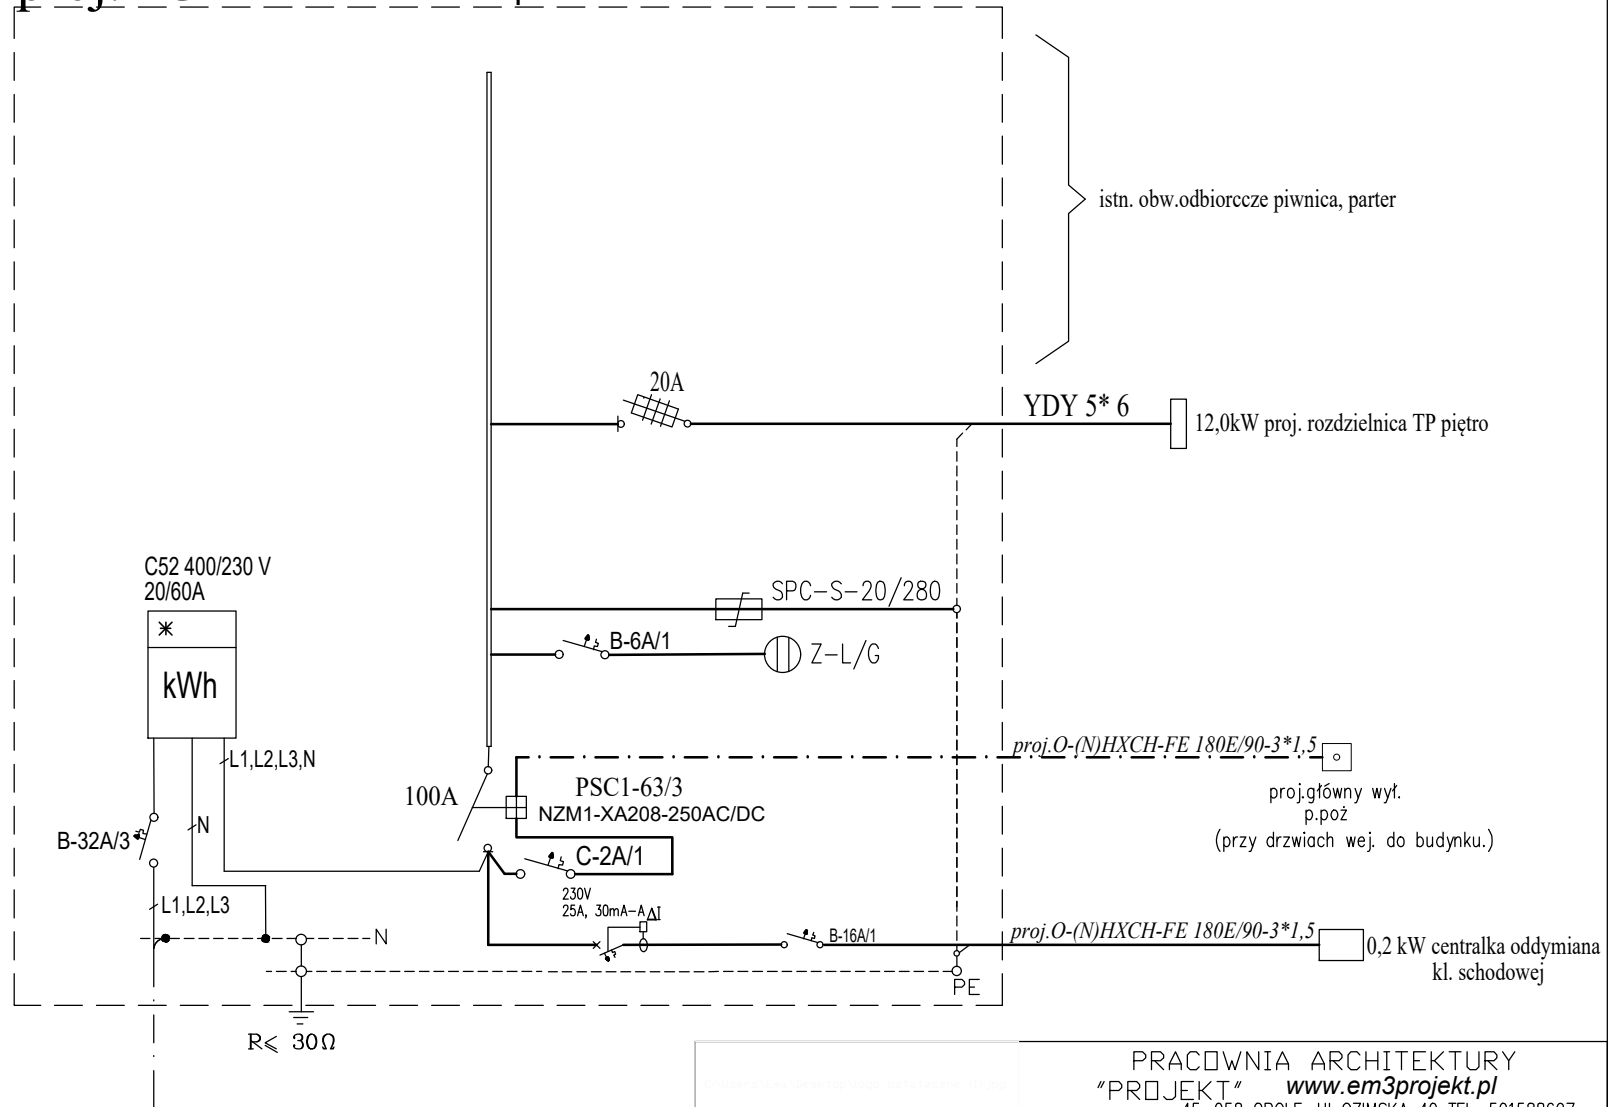 istn. obw.odbiorccze piwnica, parter
20A
YDY 5* 6
12,0kW proj. rozdzielnica TP piętro
C52 400/230 V
20/60A
kWh
SPC-S-20/280
B-6A/1
Z-L/G
L1,L2,L3,N
proj.O-(N)HXCH-FE 180E/90-3*1,5
100A
PSC1-63/3
NZM1-XA208-250AC/DC
proj.główny wył.
p.poż
(przy drzwiach wej. do budynku.)
B-32A/3
N
C-2A/1
230V
25A, 30mA-A ΔI
L1,L2,L3
N
B-16A/1
proj.O-(N)HXCH-FE 180E/90-3*1,5
0,2 kW centralka oddymiana
kl. schodowej
PE
R⩽ 30Ω
PRACOWNIA ARCHITEKTURY
"PROJEKT" www.em3projekt.pl